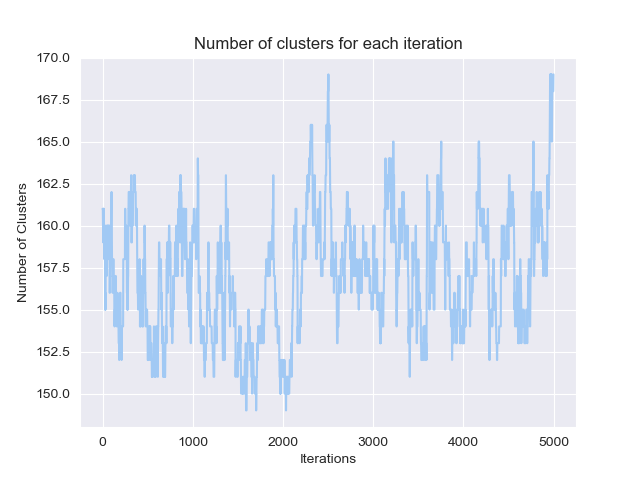 Number of clusters for each iteration
170.0
167.5
165.0
162.5
160.0
157.5
155.0
152.5
150.0
Number of Clusters
0 1000 2000 3000 4000 5000
Iterations